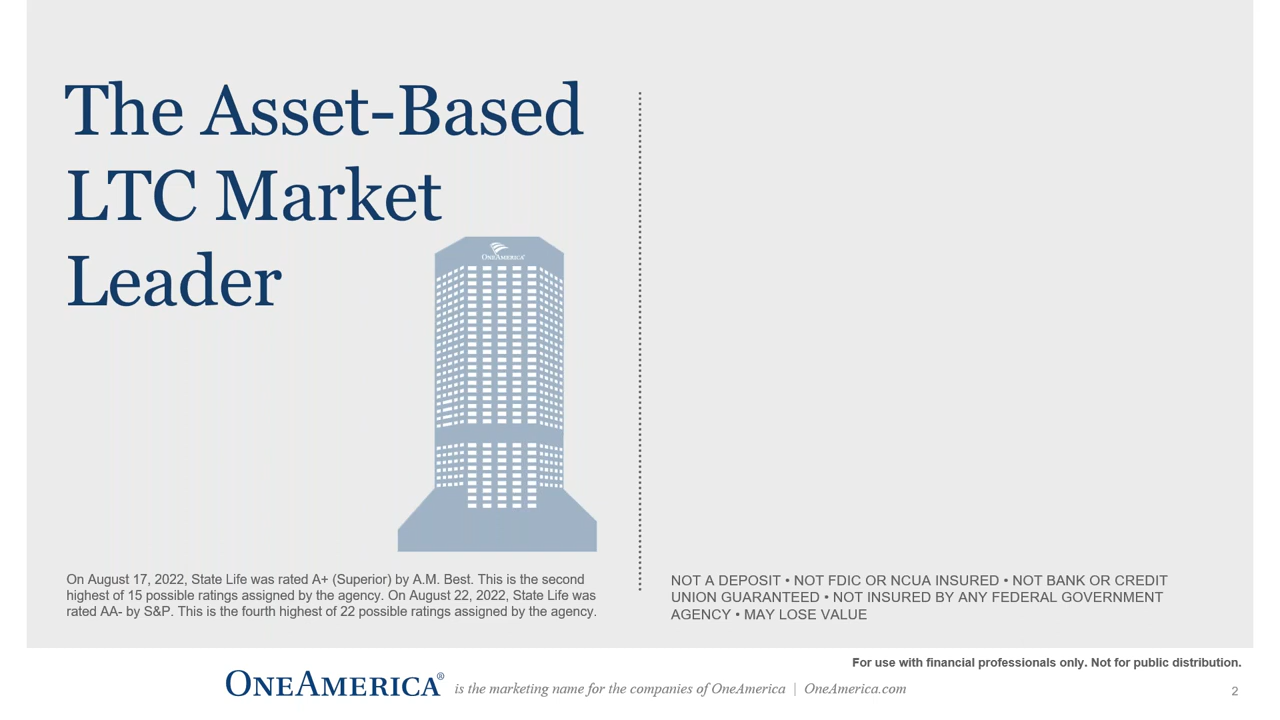 The Asset-Based
LTC Market
Leader
ONEAMERICA®
On August 17, 2022, State Life was rated A+ (Superior) by A.M. Best. This is the second
highest of 15 possible ratings assigned by the agency. On August 22, 2022, State Life was
rated AA- by S&P. This is the fourth highest of 22 possible ratings assigned by the agency.
NOT A DEPOSIT • NOT FDIC OR NCUA INSURED • NOT BANK OR CREDIT
UNION GUARANTEED • NOT INSURED BY ANY FEDERAL GOVERNMENT
AGENCY • MAY LOSE VALUE
For use with financial professionals only. Not for public distribution.
ONEAMERICA® is the marketing name for the companies of OneAmerica | OneAmerica.com
2